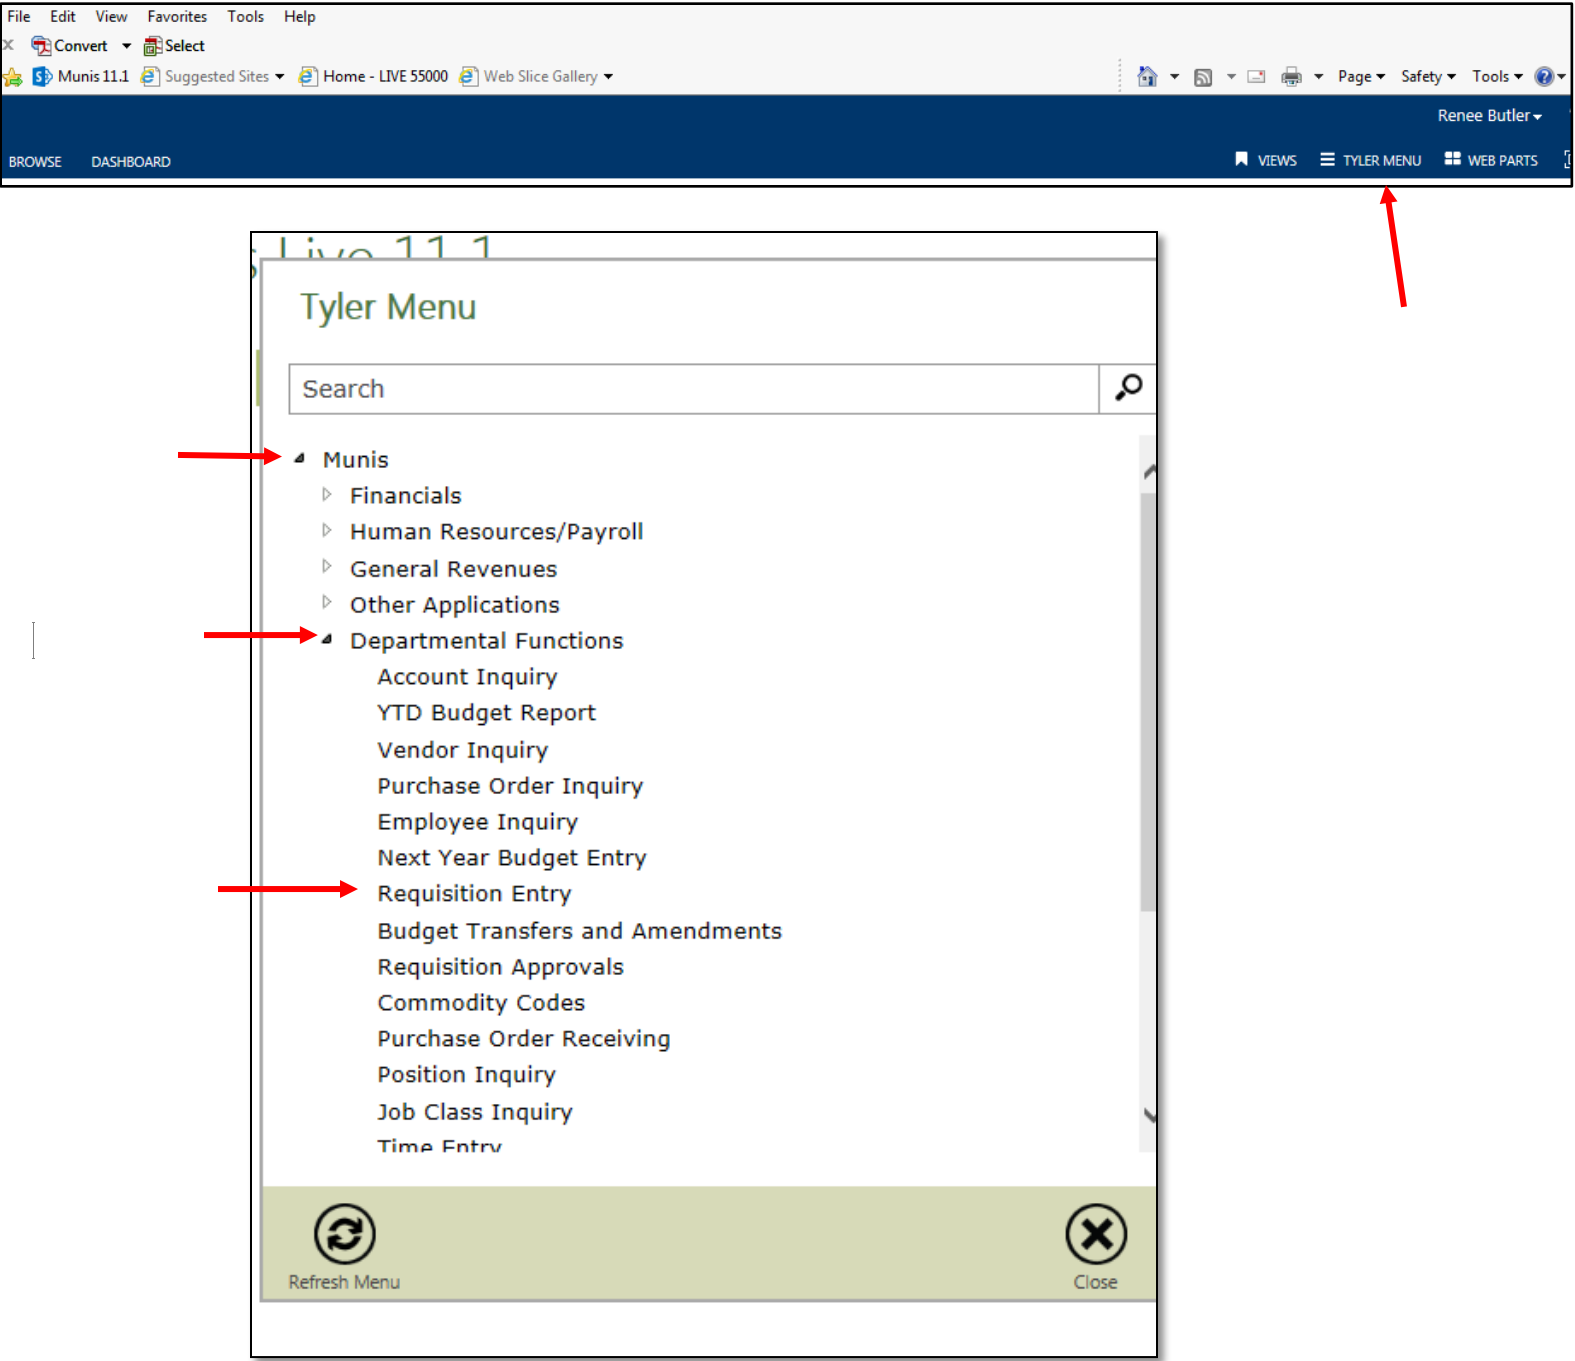 File Edit View Favorites Tools Help
x Convert Select
Munis 11.1 Suggested Sites Home - LIVE 55000 Web Slice Gallery Page Safety Tools
Renee Butler
BROWSE DASHBOARD VIEWS TYLER MENU WEB PARTS
s Live 11.1
Tyler Menu
Search
Munis
Financials
Human Resources/Payroll
General Revenues
Other Applications
Departmental Functions
Account Inquiry
YTD Budget Report
Vendor Inquiry
Purchase Order Inquiry
Employee Inquiry
Next Year Budget Entry
Requisition Entry
Budget Transfers and Amendments
Requisition Approvals
Commodity Codes
Purchase Order Receiving
Position Inquiry
Job Class Inquiry
Time Entry
Refresh Menu Close